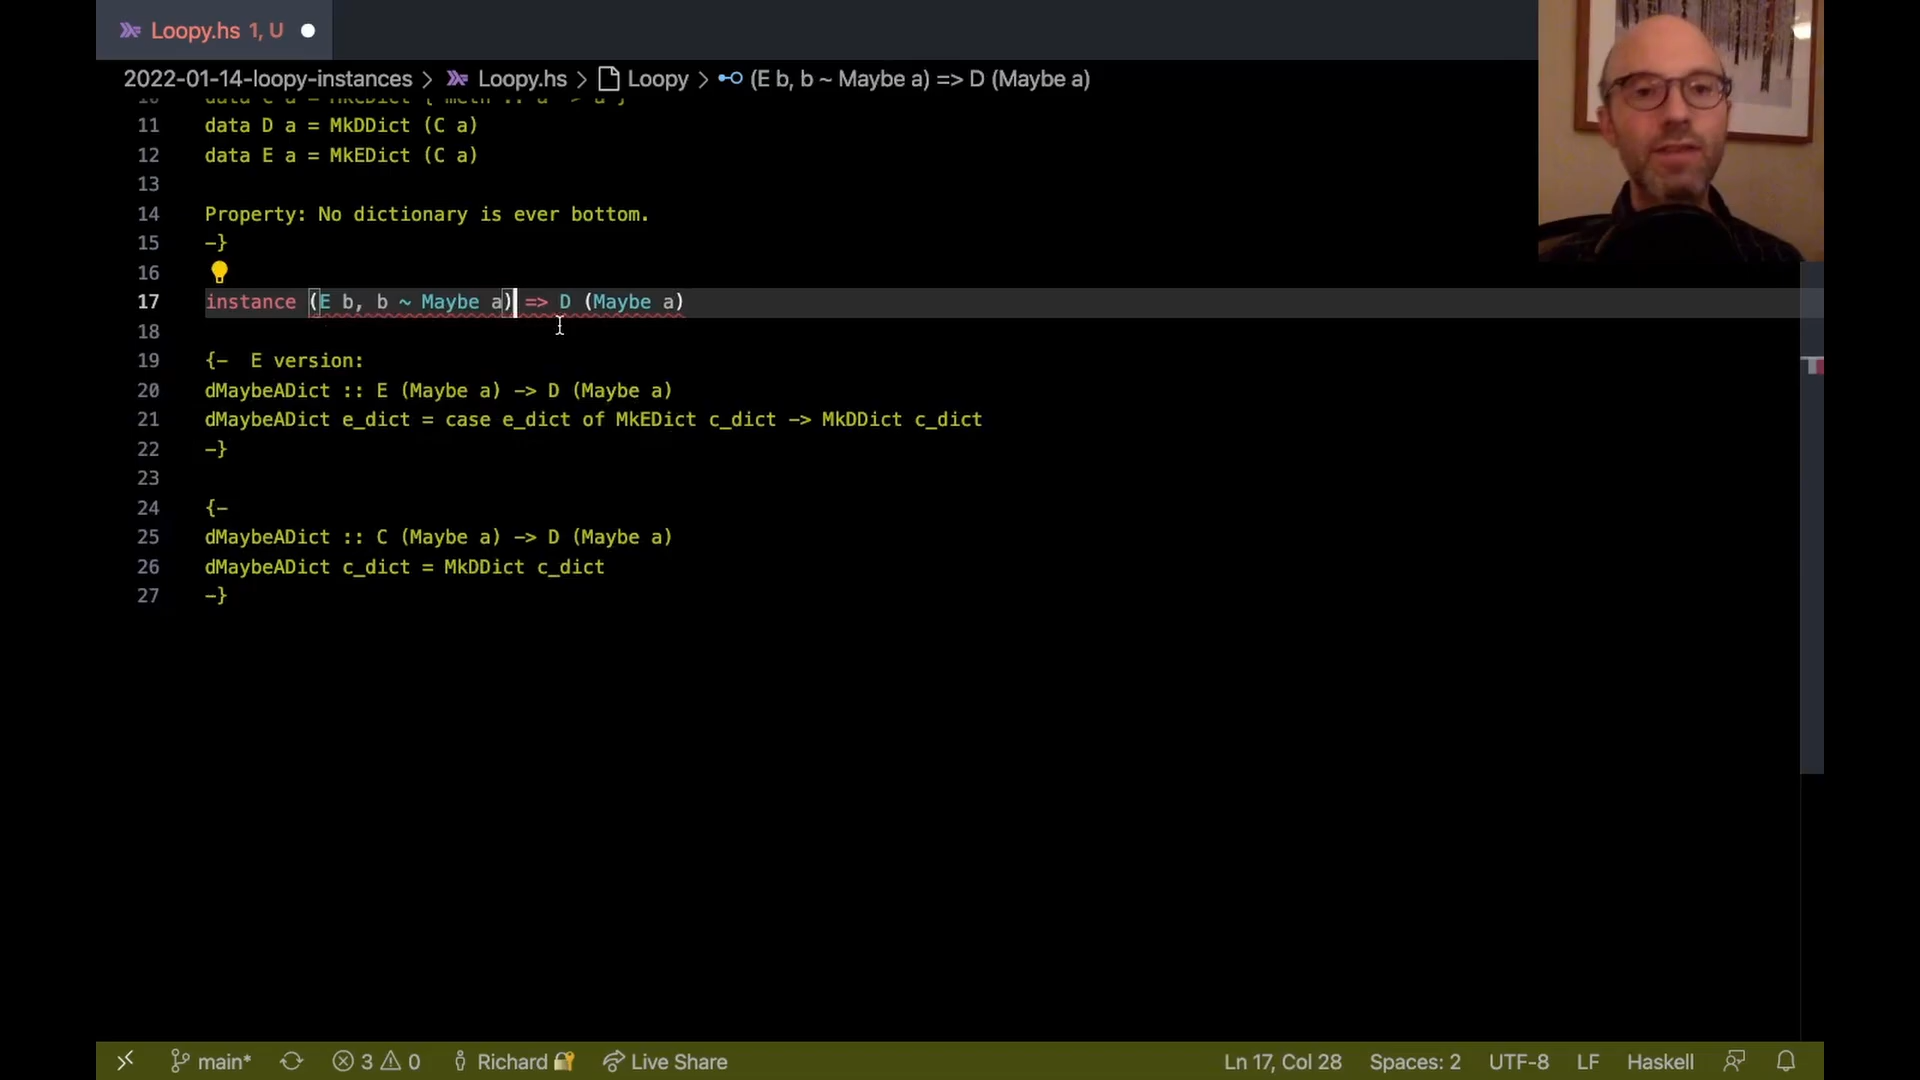 Loopy.hs 1, U
2022-01-14-loopy-instances > Loopy.hs > Loopy > (E b, b ~ Maybe a) => D (Maybe a)
11 data D a = MkDDict (C a)
12 data E a = MkEDict (C a)
13
14 Property: No dictionary is ever bottom.
15 -}
16
17 instance (E b, b ~ Maybe a) => D (Maybe a)
18
19 {- E version:
20 dMaybeADict :: E (Maybe a) -> D (Maybe a)
21 dMaybeADict e_dict = case e_dict of MkEDict c_dict -> MkDDict c_dict
22 -}
23
24 {-
25 dMaybeADict :: C (Maybe a) -> D (Maybe a)
26 dMaybeADict c_dict = MkDDict c_dict
27 -}
main* 3 0 Richard Live Share Ln 17, Col 28 Spaces: 2 UTF-8 LF Haskell